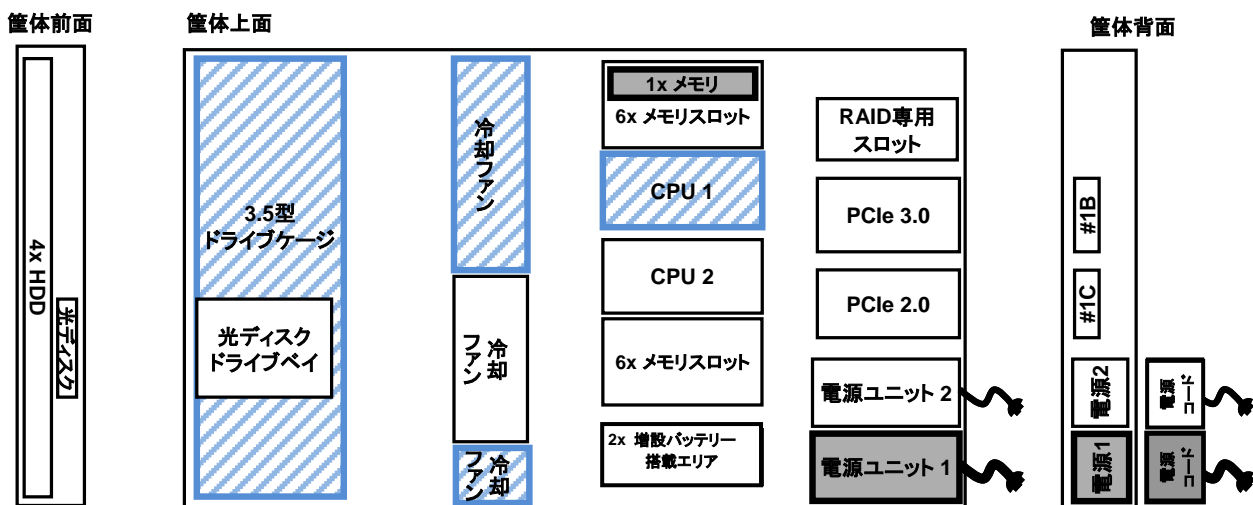 筐体前面
筐体上面
筐体背面
4x HDD
光ディスク
3.5型
ドライブケージ
光ディスク
ドライブベイ
冷却ファン
冷却
ファン
冷却
ファン
1x メモリ
6x メモリスロット
CPU 1
CPU 2
6x メモリスロット
2x 増設バッテリー
搭載エリア
RAID専用
スロット
PCIe 3.0
PCIe 2.0
電源ユニット 2
電源ユニット 1
#1B
#1C
電源2
電源1
電源
コード
電源
コード